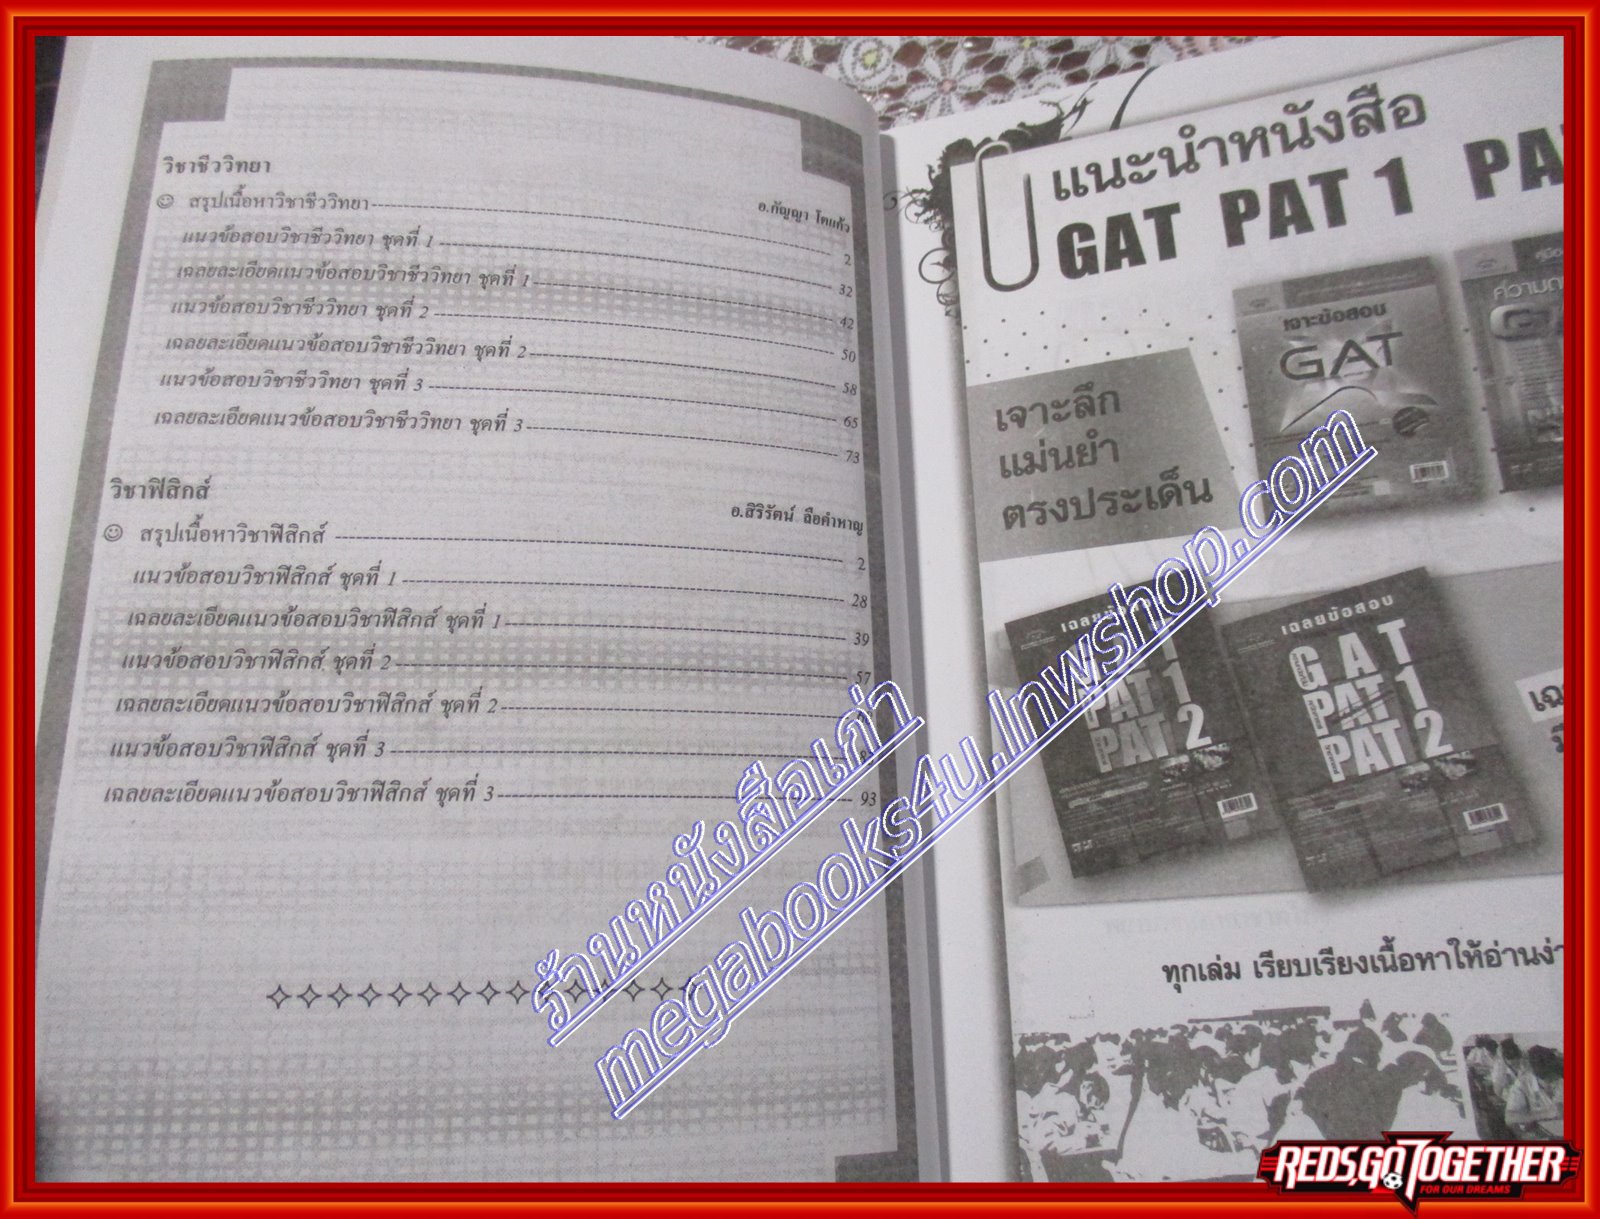 วิชาชีววิทยา
อ.กัญญา โตแก้ว
☺ สรุปเนื้อหาวิชาชีววิทยา 2
แนวข้อสอบวิชาชีววิทยา ชุดที่ 1 32
เฉลยละเอียดแนวข้อสอบวิชาชีววิทยา ชุดที่ 1 42
แนวข้อสอบวิชาชีววิทยา ชุดที่ 2 50
เฉลยละเอียดแนวข้อสอบวิชาชีววิทยา ชุดที่ 2 58
แนวข้อสอบวิชาชีววิทยา ชุดที่ 3 65
เฉลยละเอียดแนวข้อสอบวิชาชีววิทยา ชุดที่ 3 73
วิชาฟิสิกส์
อ.สิริรัตน์ ลือคำหาญ
☺ สรุปเนื้อหาวิชาฟิสิกส์ 2
แนวข้อสอบวิชาฟิสิกส์ ชุดที่ 1 28
เฉลยละเอียดแนวข้อสอบวิชาฟิสิกส์ ชุดที่ 1 39
แนวข้อสอบวิชาฟิสิกส์ ชุดที่ 2 57
เฉลยละเอียดแนวข้อสอบวิชาฟิสิกส์ ชุดที่ 2
แนวข้อสอบวิชาฟิสิกส์ ชุดที่ 3
เฉลยละเอียดแนวข้อสอบวิชาฟิสิกส์ ชุดที่ 3 93
แนะนำหนังสือ
GAT PAT 1 PA
เจาะข้อสอบ
GAT
เจาะลึก
แม่นยำ
ตรงประเด็น
เฉลยข้อสอบ
PAT 1
PAT 2
เฉลยข้อสอบ
GAT
PAT 1
PAT 2
ทุกเล่ม เรียบเรียงเนื้อหาให้อ่านง่า
ร้านหนังสือเก่า
megabooks4u.lnwshop.com
REDS,GO TOGETHER
FOR OUR DREAMS